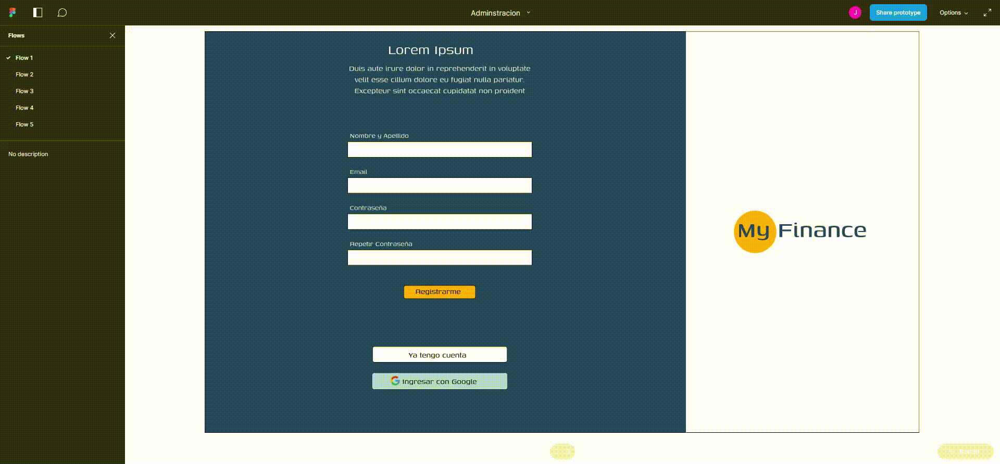 Adminstracion
J
Share prototype
Options
Flows
Flow 1
Flow 2
Flow 3
Flow 4
Flow 5
No description
Lorem Ipsum
Duis aute irure dolor in reprehenderit in voluptate
velit esse cillum dolore eu fugiat nulla pariatur.
Excepteur sint occaecat cupidatat non proident
Nombre y Apellido
Email
Contraseña
Repetir Contraseña
Registrarme
Ya tengo cuenta
Ingresar con Google
My Finance